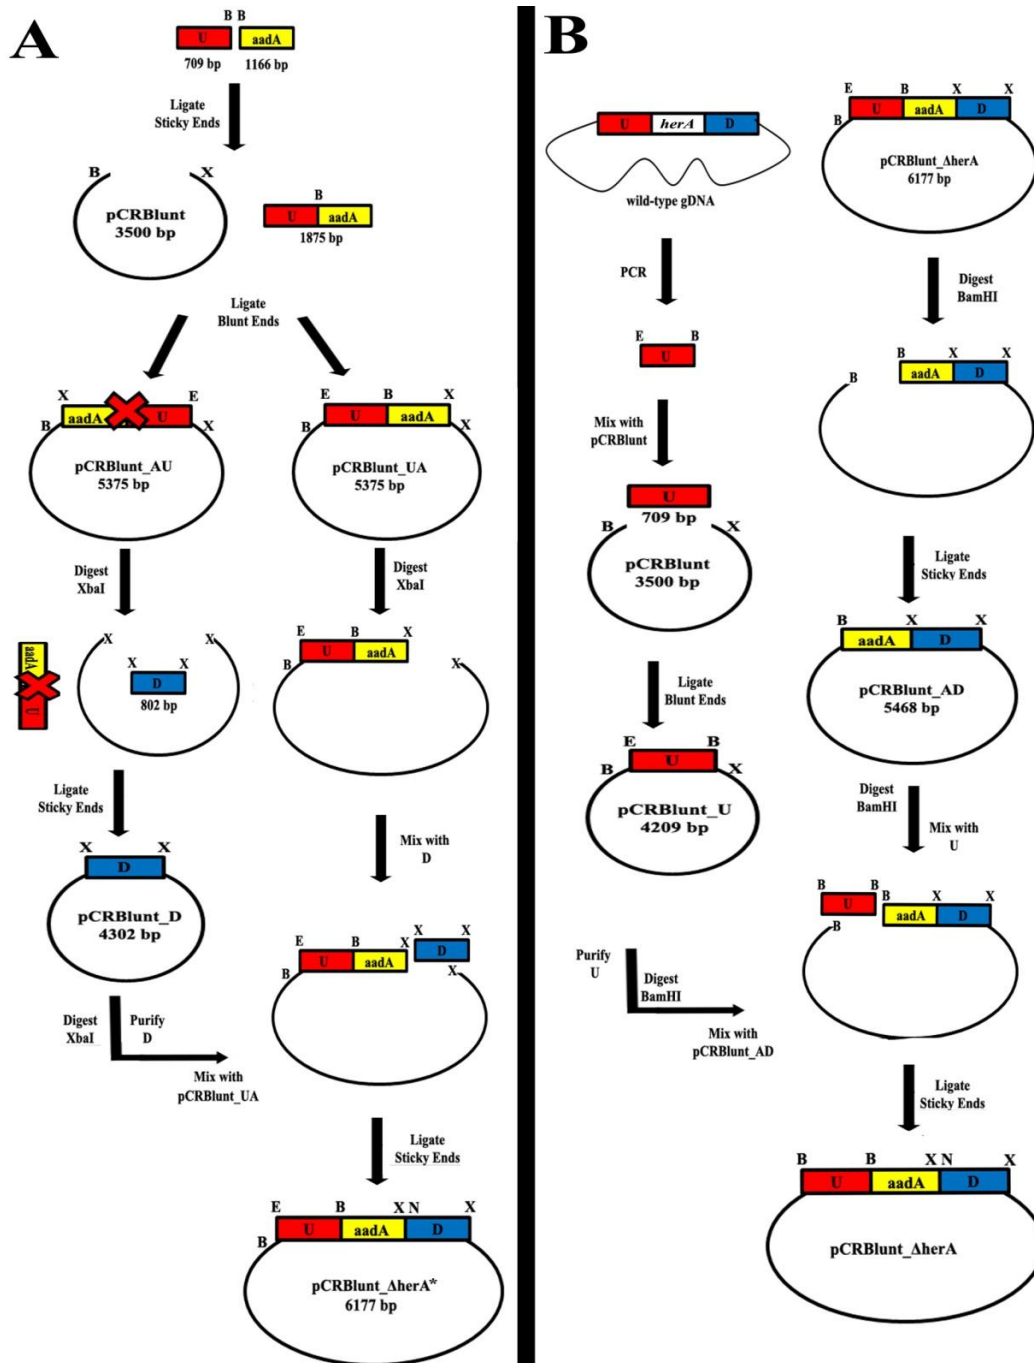 A
B B
U aadA
709 bp 1166 bp
Ligate
Sticky Ends
B X
pCRBlunt
3500 bp
B
U aadA
1875 bp
Ligate
Blunt Ends
X E
aadA U
B X
pCRBlunt_AU
5375 bp
E B X
U aadA
B X
pCRBlunt_UA
5375 bp
Digest
XbaI
Digest
XbaI
aadA
U
X X
X X
D
802 bp
E B X
U aadA
B X
Ligate
Sticky Ends
Mix with
D
X X
D
pCRBlunt_D
4302 bp
E B X X X
U aadA D
B X
Digest
XbaI
Purify
D
Mix with
pCRBlunt_UA
Ligate
Sticky Ends
E B X N X
U aadA D
B
pCRBlunt_ΔherA*
6177 bp
B
U herA D
wild-type gDNA
PCR
E B
U
Mix with
pCRBlunt
U
709 bp
B X
pCRBlunt
3500 bp
Ligate
Blunt Ends
E B
U
B X
pCRBlunt_U
4209 bp
Purify
U
Digest
BamHI
Mix with
pCRBlunt_AD
E B X X
U aadA D
B
pCRBlunt_ΔherA
6177 bp
Digest
BamHI
B X X
aadA D
B
Ligate
Sticky Ends
B X X
aadA D
pCRBlunt_AD
5468 bp
Digest
BamHI
Mix with
U
B B B X X
U aadA D
B
Ligate
Sticky Ends
B B X N X
U aadA D
pCRBlunt_ΔherA